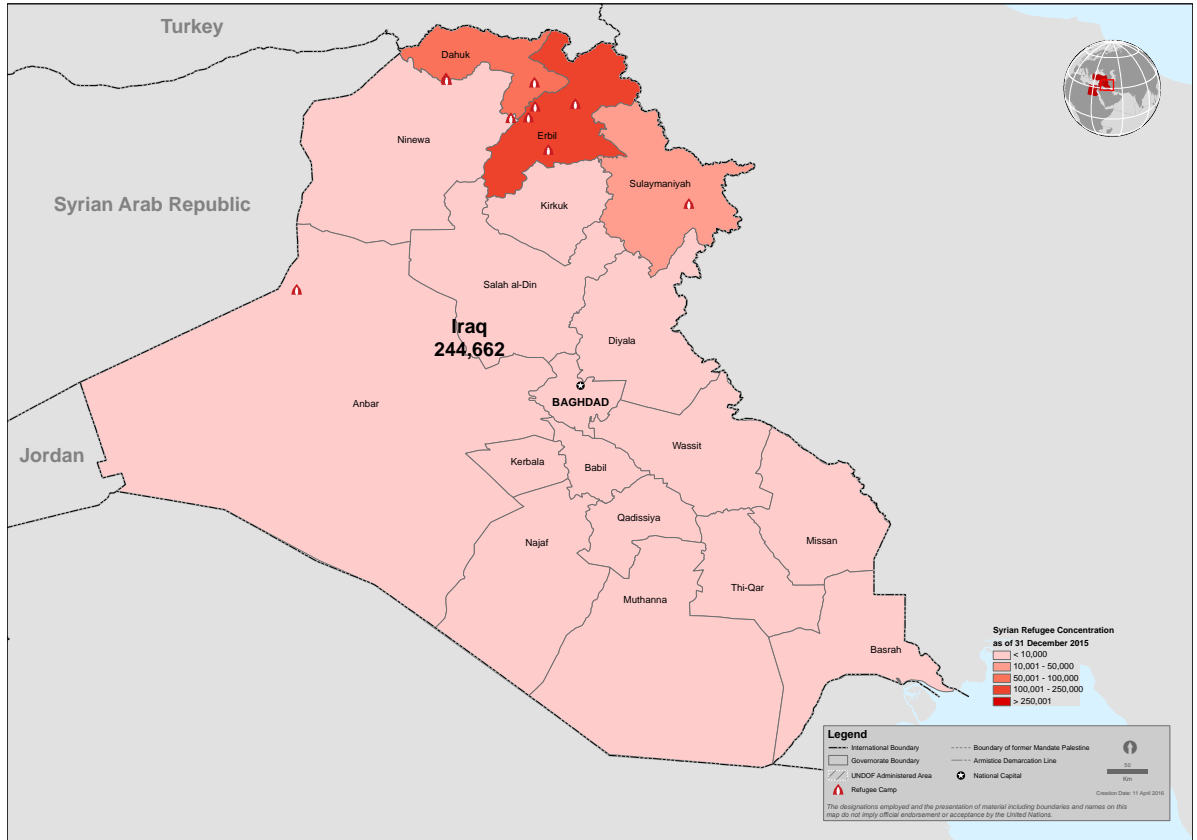 Turkey
Dahuk
Ninewa
Erbil
Syrian Arab Republic
Sulaymaniyah
Kirkuk
Salah al-Din
Iraq
244,662
Diyala
Anbar
BAGHDAD
Jordan
Wassit
Kerbala
Babil
Qadissiya
Najaf
Missan
Thi-Qar
Muthanna
Basrah
Syrian Refugee Concentration
as of 31 December 2015
< 10,000
10,001 - 50,000
50,001 - 100,000
100,001 - 250,000
> 250,001
Legend
International Boundary
Governorate Boundary
UNDOF Administered Area
Refugee Camp
Boundary of former Mandate Palestine
Armistice Demarcation Line
National Capital
50
Km
Creation Date: 11 April 2016
The designations employed and the presentation of material including boundaries and names on this
map do not imply official endorsement or acceptance by the United Nations.